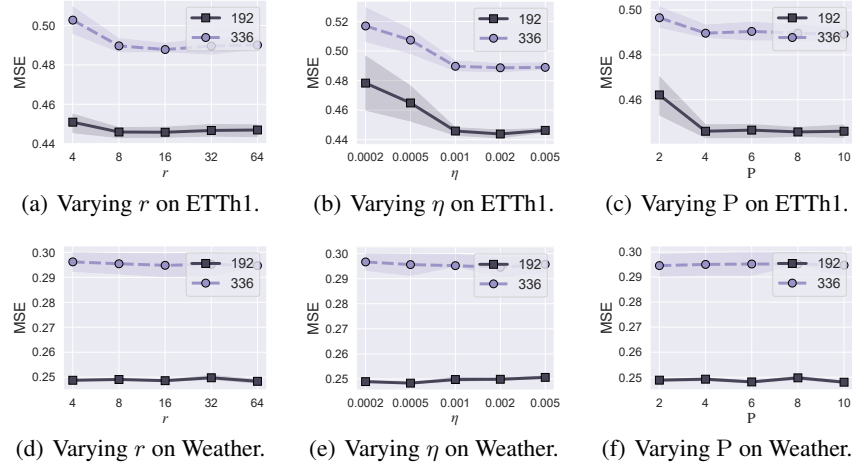 MSE
0.50
0.48
0.46
0.44
192
336
4 8 16 32 64
r
(a) Varying r on ETTh1.
MSE
0.52
0.50
0.48
0.46
0.44
192
336
0.0002 0.0005 0.001 0.002 0.005
η
(b) Varying η on ETTh1.
MSE
0.50
0.48
0.46
192
336
2 4 6 8 10
P
(c) Varying P on ETTh1.
MSE
0.30
0.29
0.28
0.27
0.26
0.25
192
336
4 8 16 32 64
r
(d) Varying r on Weather.
MSE
0.30
0.29
0.28
0.27
0.26
0.25
192
336
0.0002 0.0005 0.001 0.002 0.005
η
(e) Varying η on Weather.
MSE
0.30
0.29
0.28
0.27
0.26
0.25
192
336
2 4 6 8 10
P
(f) Varying P on Weather.